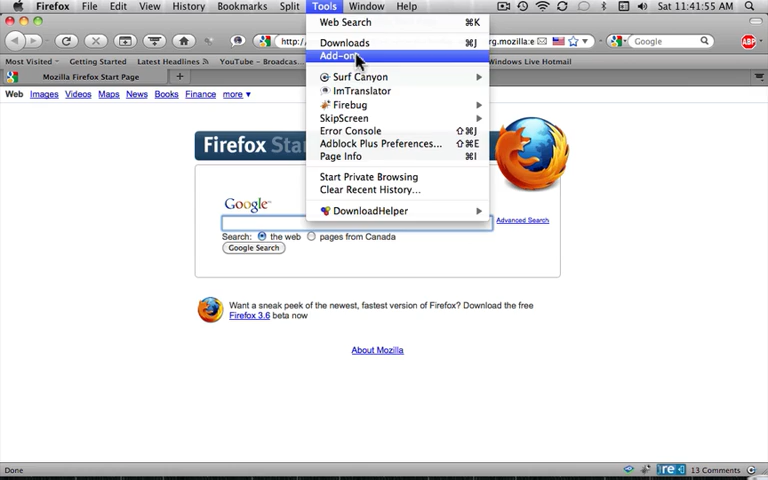 Firefox File Edit View History Bookmarks Split Tools Window Help Sat 11:41:55 AM
Web Search ⌘K
Downloads ⌘J
Add-on
Surf Canyon
ImTranslator
Firebug
SkipScreen
Error Console ⇧⌘J
Adblock Plus Preferences... ⇧⌘E
Page Info ⌘I
Start Private Browsing
Clear Recent History...
DownloadHelper
http:/ rg.mozilla:e Google ABP
Most Visited Getting Started Latest Headlines YouTube – Broadcas... Windows Live Hotmail
Mozilla Firefox Start Page
Web Images Videos Maps News Books Finance more
Firefox Sta
Google
Advanced Search
Search: the web pages from Canada
Google Search
Want a sneak peek of the newest, fastest version of Firefox? Download the free
Firefox 3.6 beta now
About Mozilla
Done re 13 Comments